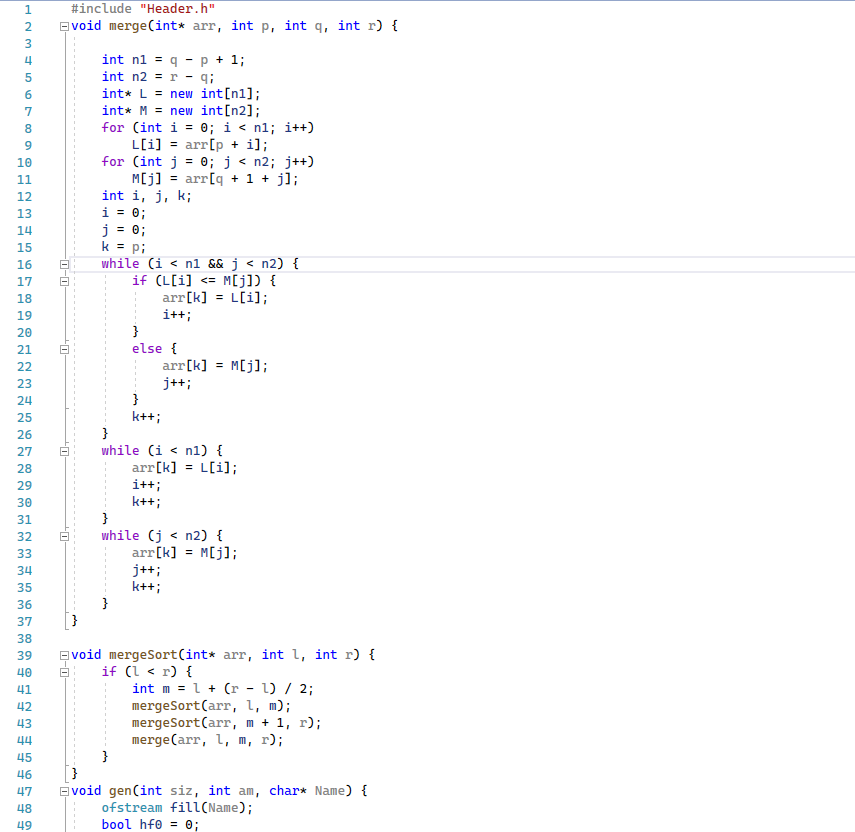 1 #include "Header.h"
2 void merge(int* arr, int p, int q, int r) {
3
4 int n1 = q - p + 1;
5 int n2 = r - q;
6 int* L = new int[n1];
7 int* M = new int[n2];
8 for (int i = 0; i < n1; i++)
9 L[i] = arr[p + i];
10 for (int j = 0; j < n2; j++)
11 M[j] = arr[q + 1 + j];
12 int i, j, k;
13 i = 0;
14 j = 0;
15 k = p;
16 while (i < n1 && j < n2) {
17 if (L[i] <= M[j]) {
18 arr[k] = L[i];
19 i++;
20 }
21 else {
22 arr[k] = M[j];
23 j++;
24 }
25 k++;
26 }
27 while (i < n1) {
28 arr[k] = L[i];
29 i++;
30 k++;
31 }
32 while (j < n2) {
33 arr[k] = M[j];
34 j++;
35 k++;
36 }
37 }
38
39 void mergeSort(int* arr, int l, int r) {
40 if (l < r) {
41 int m = l + (r - l) / 2;
42 mergeSort(arr, l, m);
43 mergeSort(arr, m + 1, r);
44 merge(arr, l, m, r);
45 }
46 }
47 void gen(int siz, int am, char* Name) {
48 ofstream fill(Name);
49 bool hf0 = 0;